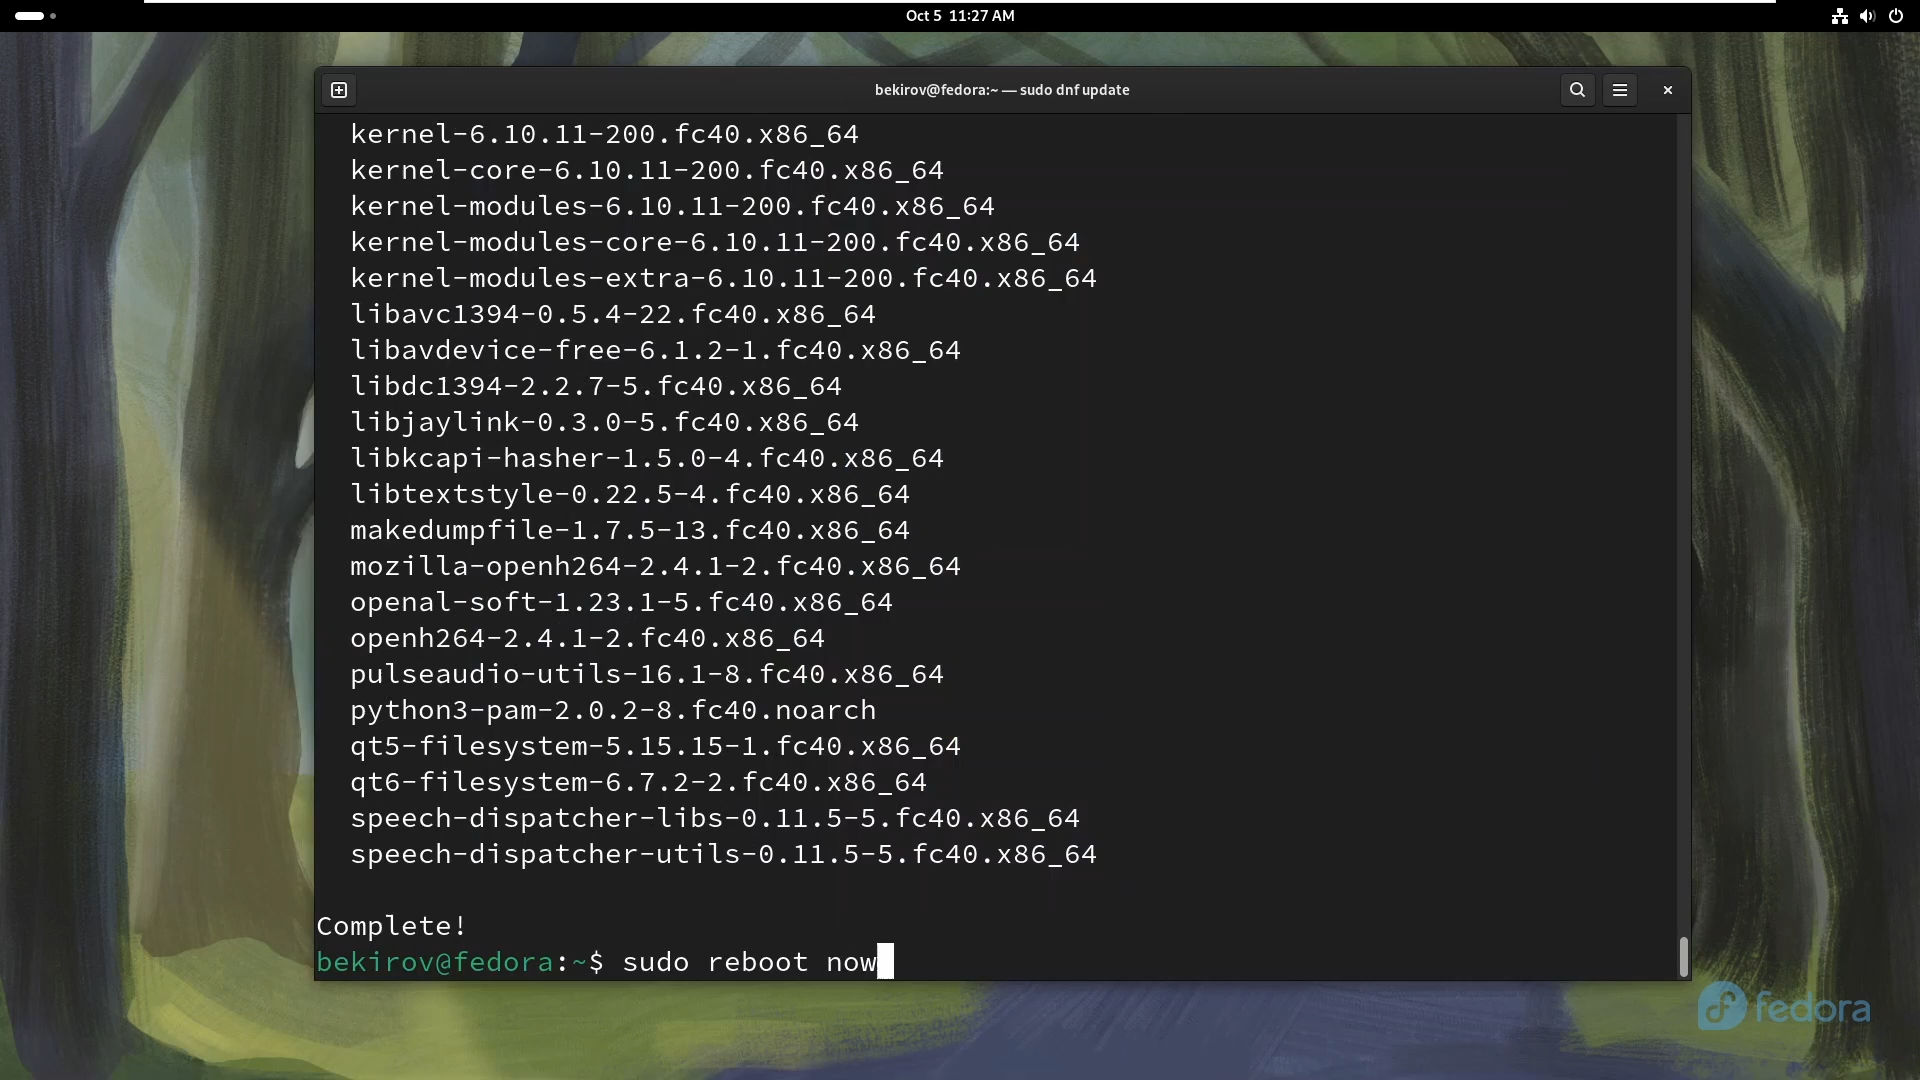 Oct 5 11:27 AM
bekirov@fedora:~ — sudo dnf update
kernel-6.10.11-200.fc40.x86_64
kernel-core-6.10.11-200.fc40.x86_64
kernel-modules-6.10.11-200.fc40.x86_64
kernel-modules-core-6.10.11-200.fc40.x86_64
kernel-modules-extra-6.10.11-200.fc40.x86_64
libavc1394-0.5.4-22.fc40.x86_64
libavdevice-free-6.1.2-1.fc40.x86_64
libdc1394-2.2.7-5.fc40.x86_64
libjaylink-0.3.0-5.fc40.x86_64
libkcapi-hasher-1.5.0-4.fc40.x86_64
libtextstyle-0.22.5-4.fc40.x86_64
makedumpfile-1.7.5-13.fc40.x86_64
mozilla-openh264-2.4.1-2.fc40.x86_64
openal-soft-1.23.1-5.fc40.x86_64
openh264-2.4.1-2.fc40.x86_64
pulseaudio-utils-16.1-8.fc40.x86_64
python3-pam-2.0.2-8.fc40.noarch
qt5-filesystem-5.15.15-1.fc40.x86_64
qt6-filesystem-6.7.2-2.fc40.x86_64
speech-dispatcher-libs-0.11.5-5.fc40.x86_64
speech-dispatcher-utils-0.11.5-5.fc40.x86_64
Complete!
bekirov@fedora:~$ sudo reboot now
fedora